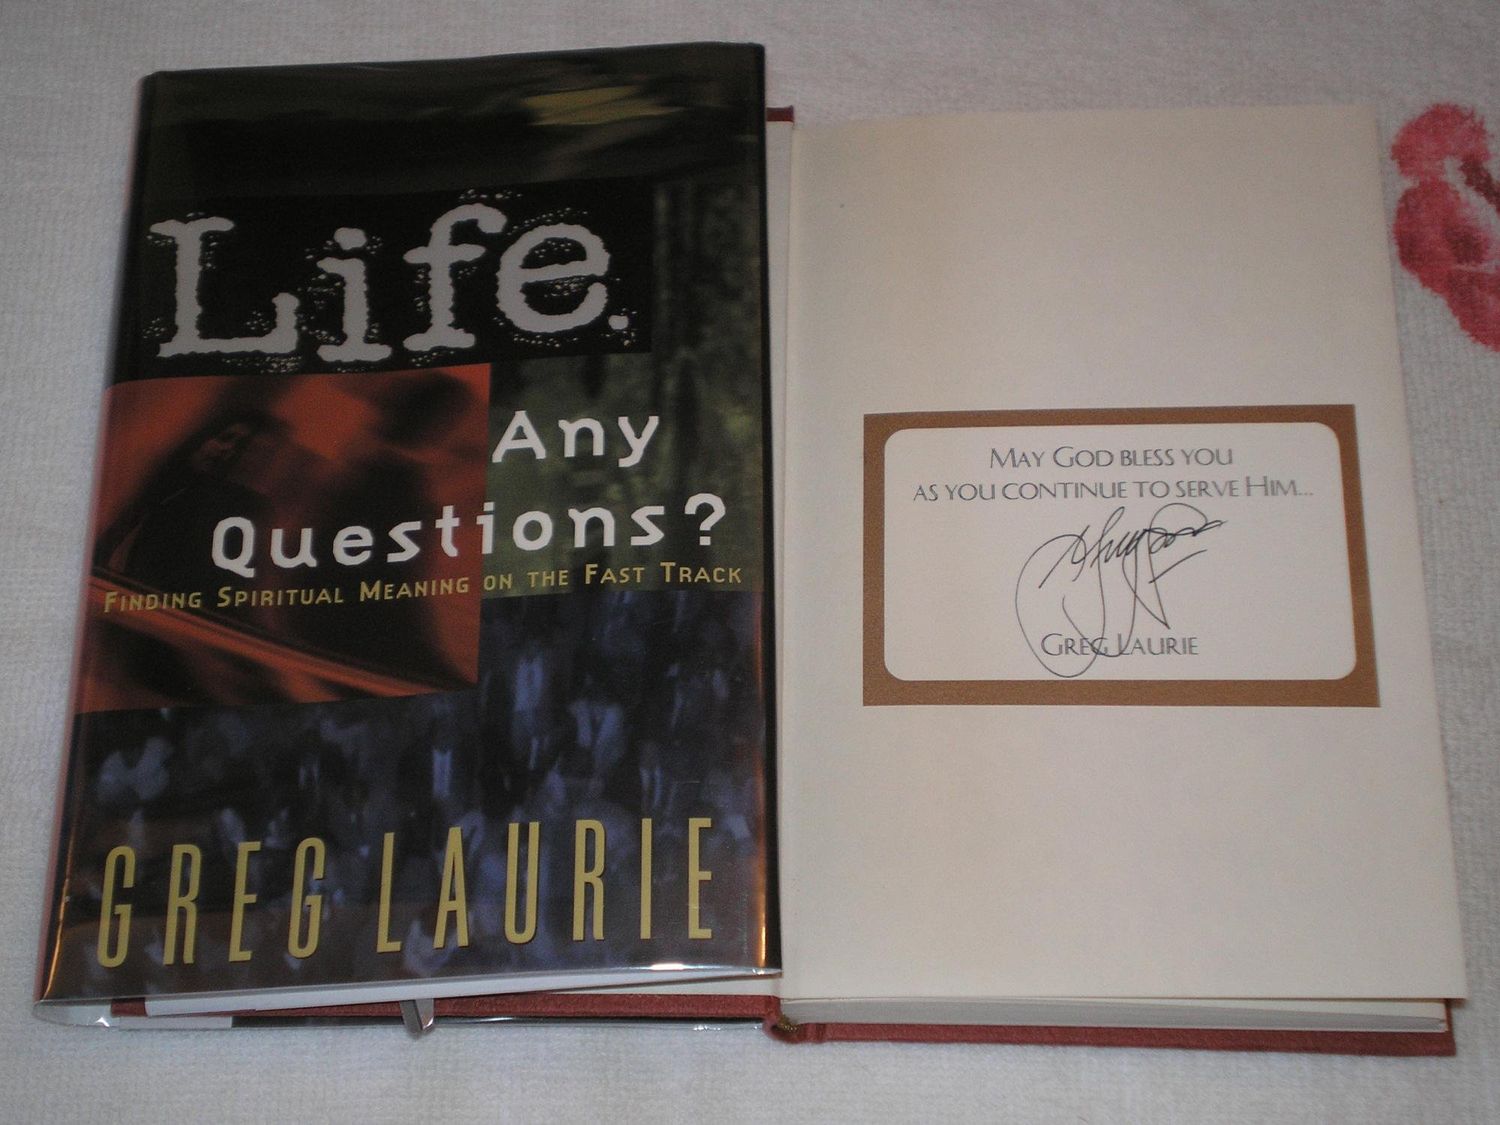 Life.
Any
Questions?
Finding Spiritual Meaning on the Fast Track
GREG LAURIE
May God bless you
as you continue to serve Him...
Greg Laurie